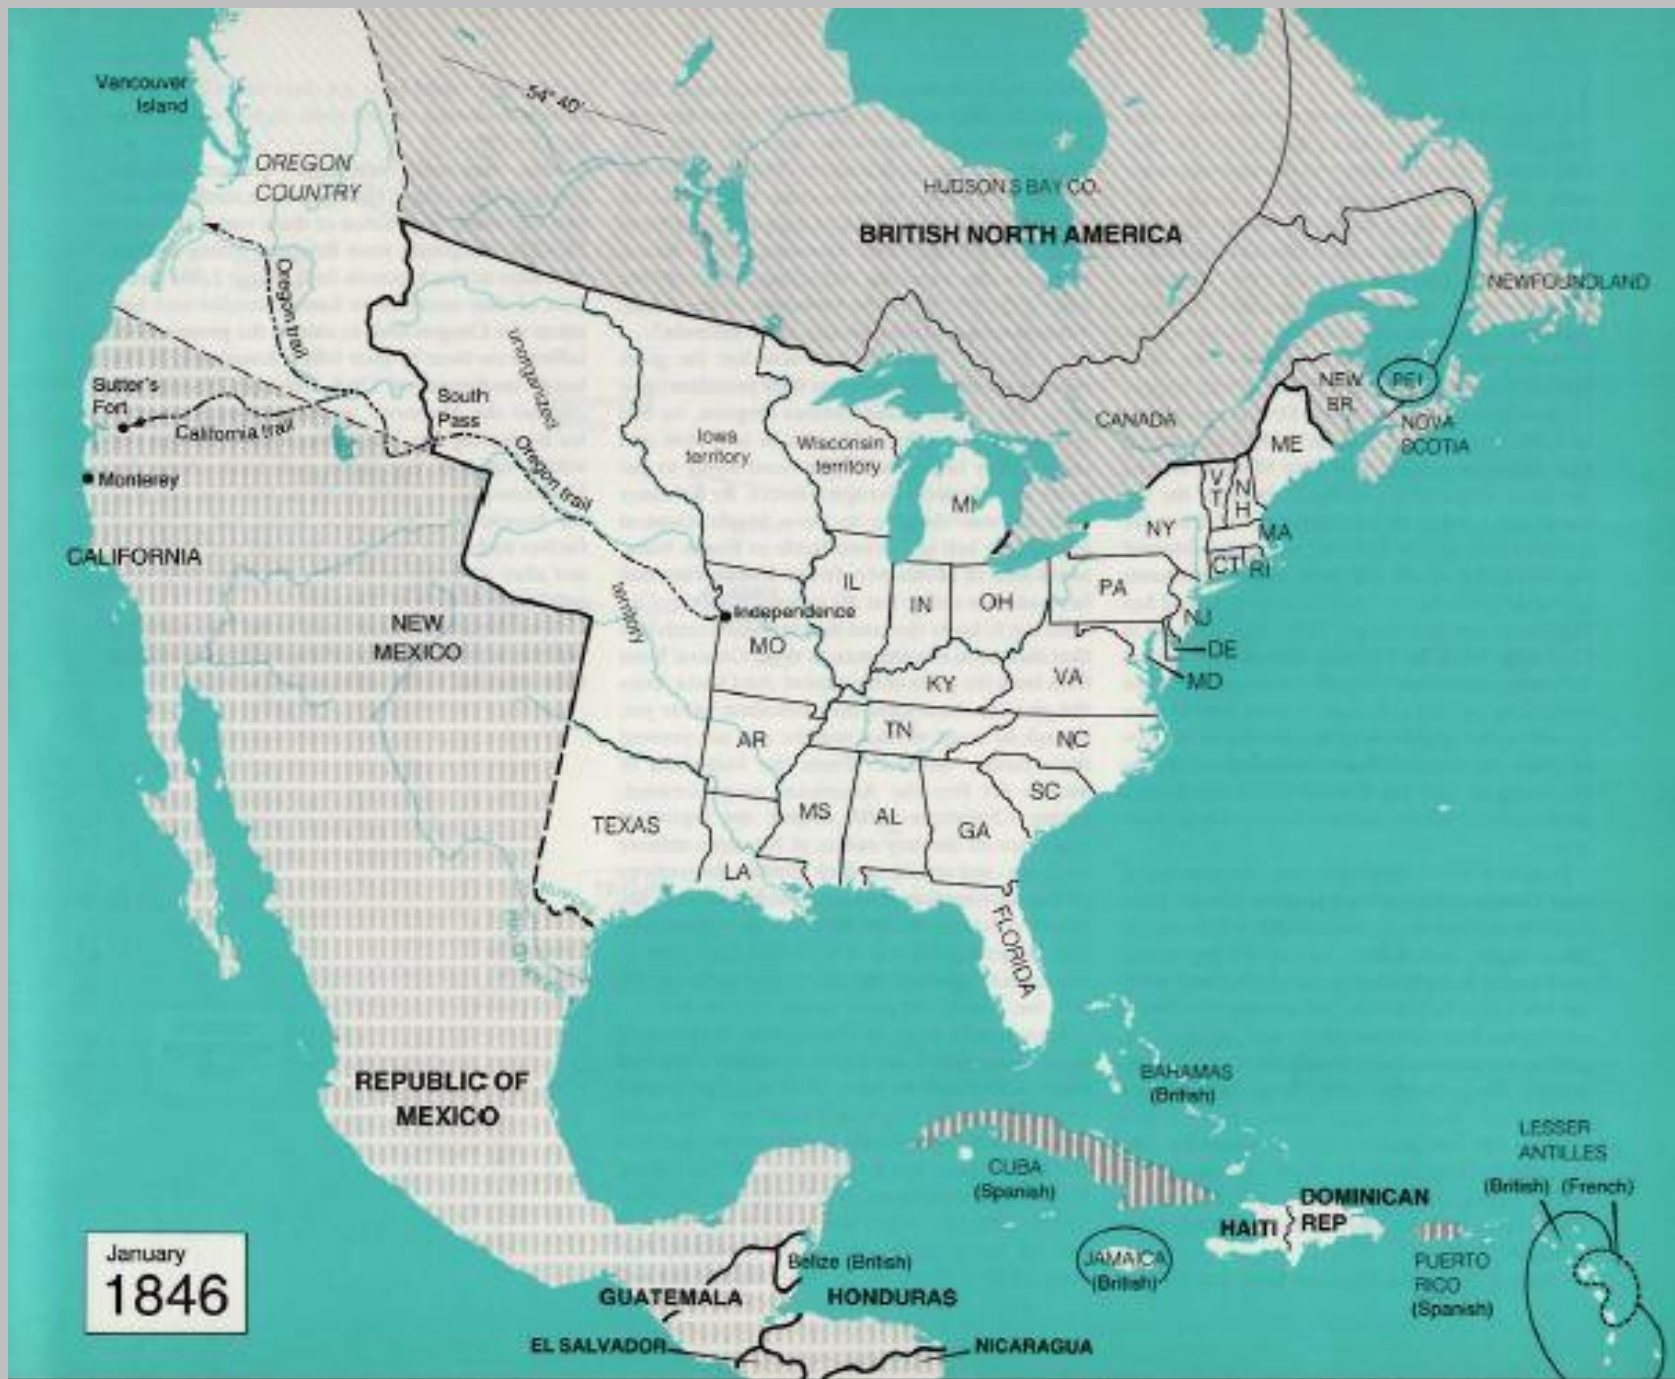 Vancouver
Island
54° 40'
OREGON
COUNTRY
HUDSON'S BAY CO.
BRITISH NORTH AMERICA
NEWFOUNDLAND
Oregon trail
unorganized
Sutter's
Fort
California trail
South
Pass
Oregon trail
Iowa
territory
Wisconsin
territory
CANADA
NEW
BR.
PEI
NOVA
SCOTIA
ME
Monterey
MI
VT
NH
NY
MA
CT
RI
CALIFORNIA
IL
IN
OH
PA
NJ
territory
Independence
NEW
MEXICO
MO
DE
KY
VA
MD
AR
TN
NC
TEXAS
MS
AL
GA
SC
LA
FLORIDA
REPUBLIC OF
MEXICO
BAHAMAS
(British)
CUBA
(Spanish)
LESSER
ANTILLES
(British) (French)
HAITI
DOMINICAN
REP
JAMAICA
(British)
PUERTO
RICO
(Spanish)
Belize (British)
GUATEMALA
HONDURAS
EL SALVADOR
NICARAGUA
January
1846